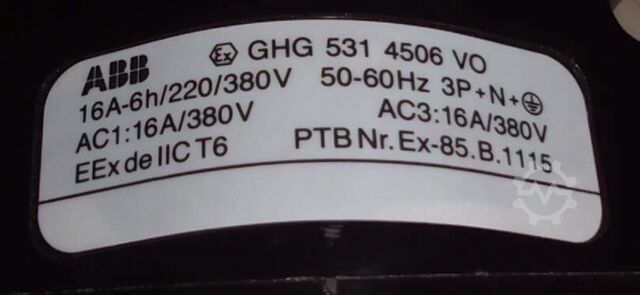 ABB Ex GHG 531 4506 VO
16A-6h/220/380V 50-60Hz 3P+N+⏚
AC1:16A/380V AC3:16A/380V
EEx de IIC T6 PTB Nr. Ex-85.B.1115